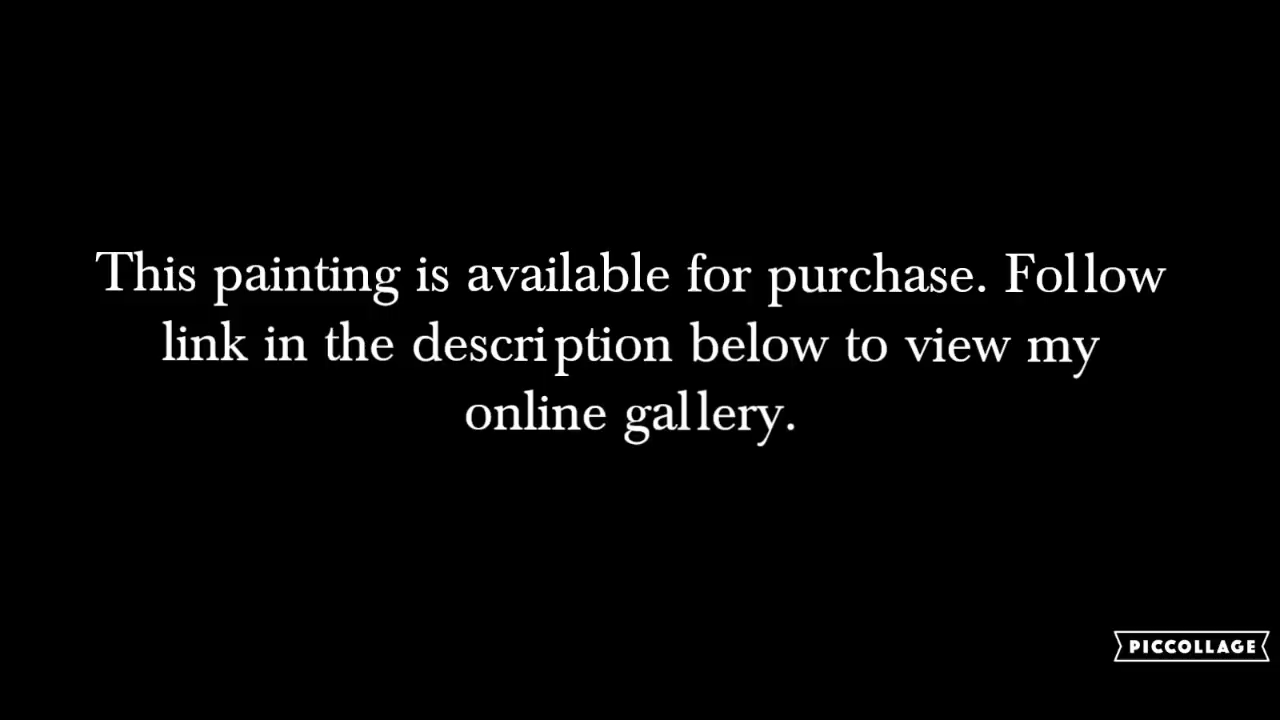 This painting is available for purchase. Follow
link in the description below to view my
online gallery.
PICCOLLAGE